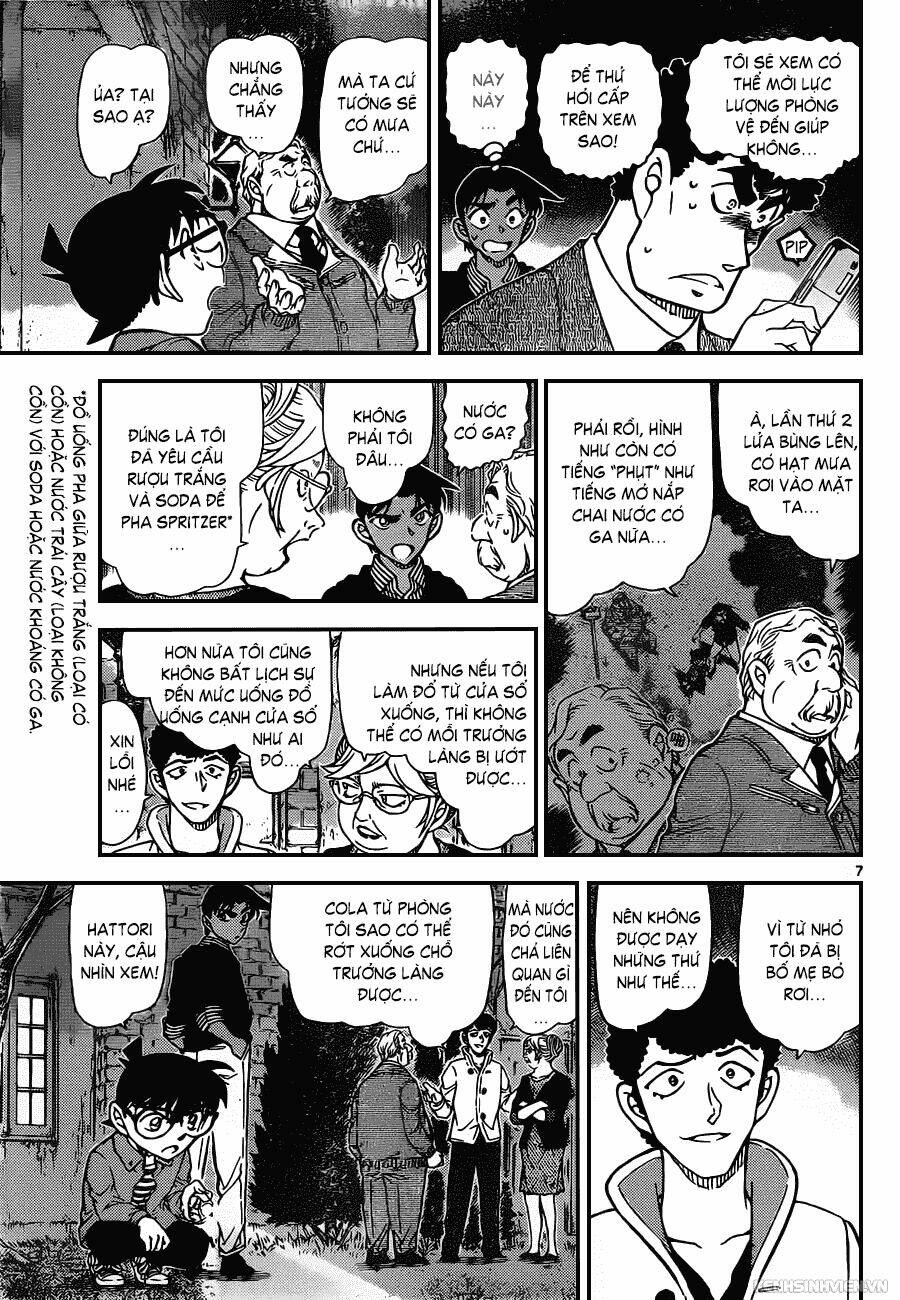 TÔI SẼ XEM CÓ
THỂ MỜI LỰC
LƯỢNG PHÒNG
VỆ ĐẾN GIÚP
KHÔNG...
ĐỂ THỬ
HỎI CẤP
TRÊN XEM
SAO!
NÀY
NÀY
...
PIP
MÀ TA CỨ
TƯỞNG SẼ
CÓ MƯA
CHỨ...
NHƯNG
CHẲNG
THẤY
...
ỦA? TẠI
SAO Ạ?
À, LẦN THỨ 2
LỬA BÙNG LÊN,
CÓ HẠT MƯA
RƠI VÀO MẶT
TA...
PHẢI RỒI, HÌNH
NHƯ CÒN CÓ
TIẾNG "PHỤT" NHƯ
TIẾNG MỞ NẮP
CHAI NƯỚC CÓ
GA NỮA...
NƯỚC
CÓ GA?
KHÔNG
PHẢI TÔI
ĐÂU...
ĐÚNG LÀ TÔI
ĐÃ YÊU CẦU
RƯỢU TRẮNG
VÀ SODA ĐỂ
PHA SPRITZER*
...
*ĐỒ UỐNG PHA GIỮA RƯỢU TRẮNG (LOẠI CÓ
CỒN) HOẶC NƯỚC TRÁI CÂY (LOẠI KHÔNG
CỒN) VỚI SODA HOẶC NƯỚC KHOÁNG CÓ GA.
NHƯNG NẾU TÔI
LÀM ĐỔ TỪ CỬA SỔ
XUỐNG, THÌ KHÔNG
THỂ CÓ MỖI TRƯỞNG
LÀNG BỊ ƯỚT
ĐƯỢC...
HƠN NỮA TÔI CŨNG
KHÔNG BẤT LỊCH SỰ
ĐẾN MỨC UỐNG ĐỒ
UỐNG CẠNH CỬA SỔ
NHƯ AI
ĐÓ...
XIN
LỖI
NHÉ
...
7
VÌ TỪ NHỎ
TÔI ĐÃ BỊ
BỐ MẸ BỎ
RƠI...
NÊN KHÔNG
ĐƯỢC DẠY
NHỮNG THỨ
NHƯ THẾ...
MÀ NƯỚC
ĐÓ CŨNG
CHẢ LIÊN
QUAN GÌ
ĐẾN TÔI
...
COLA TỪ PHÒNG
TÔI SAO CÓ THỂ
RÓT XUỐNG CHỖ
TRƯỞNG LÀNG
ĐƯỢC...
HATTORI
NÀY, CẬU
NHÌN XEM!
KENHSINHVIEN.VN